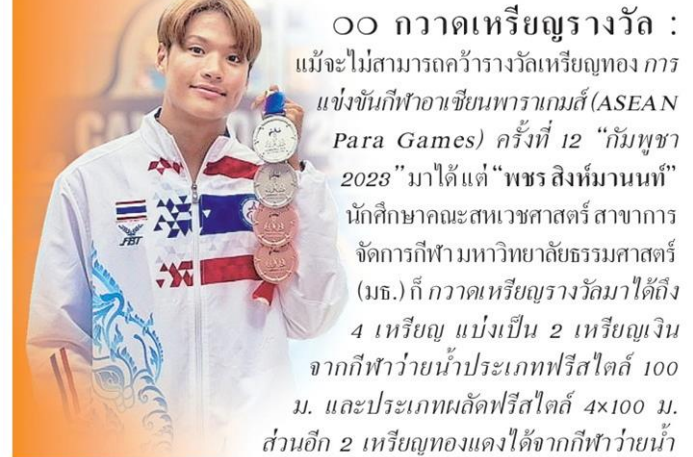 ๐๐ กวาดเหรียญรางวัล :
แม้จะไม่สามารถคว้ารางวัลเหรียญทอง การ
แข่งขันกีฬาอาเซียนพาราเกมส์ (ASEAN
Para Games) ครั้งที่ 12 “กัมพูชา
2023” มาได้ แต่ “พชร สิงห์มานนท์”
นักศึกษาคณะสหเวชศาสตร์ สาขาการ
จัดการกีฬา มหาวิทยาลัยธรรมศาสตร์
(มธ.) ก็ กวาดเหรียญรางวัลมาได้ถึง
4 เหรียญ แบ่งเป็น 2 เหรียญเงิน
จากกีฬาว่ายน้ำประเภทฟรีสไตล์ 100
ม. และประเภทผลัดฟรีสไตล์ 4×100 ม.
ส่วนอีก 2 เหรียญทองแดงได้จากกีฬาว่ายน้ำ
FBT